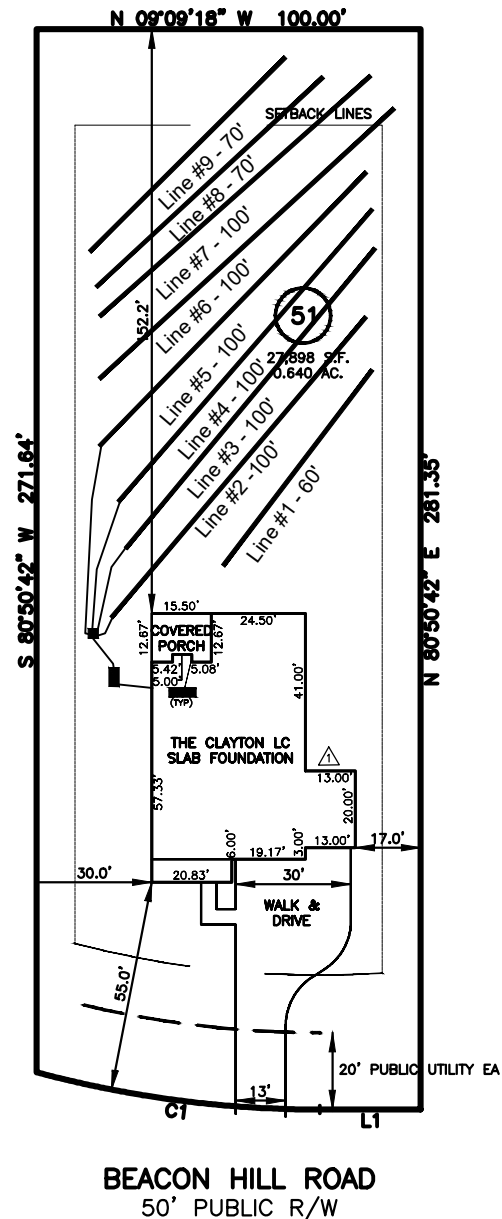 N 09°09'18" W 100.00'
SETBACK LINES
Line #9 - 70'
Line #8 - 70'
Line #7 - 100'
Line #6 - 100'
152.2'
51
27,898 S.F.
0.640 AC.
Line #5 - 100'
Line #4 - 100'
Line #3 - 100'
Line #2 - 100'
Line #1 - 60'
S 80°50'42" W 271.64'
N 80°50'42" E 281.35'
15.50'
24.50'
12.67'
COVERED
PORCH
12.67'
5.42'
5.08'
5.00'
(TYP)
41.00'
THE CLAYTON LC
SLAB FOUNDATION
1
13.00'
57.33'
20.00'
6.00'
19.17'
3.00'
13.00'
17.0'
30.0'
20.83'
30'
WALK &
DRIVE
55.0'
20' PUBLIC UTILITY EA
13'
C1
L1
BEACON HILL ROAD
50' PUBLIC R/W